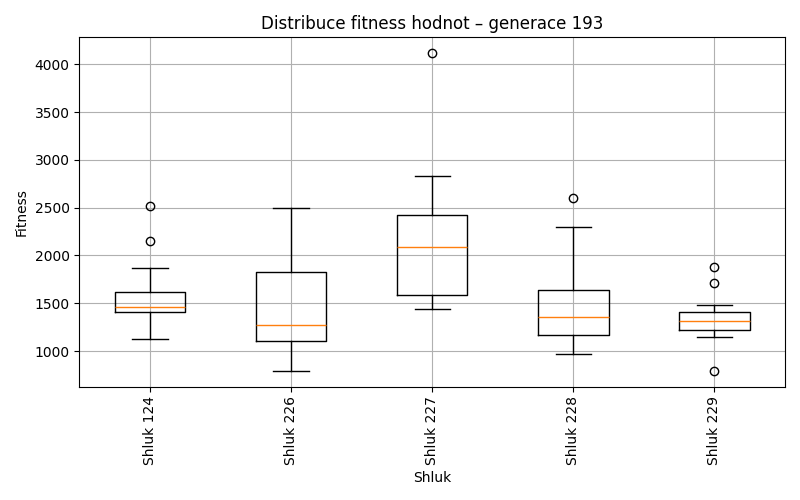 Distribuce fitness hodnot – generace 193
4000
3500
3000
2500
2000
1500
1000
Fitness
Shluk 124
Shluk 226
Shluk 227
Shluk 228
Shluk 229
Shluk